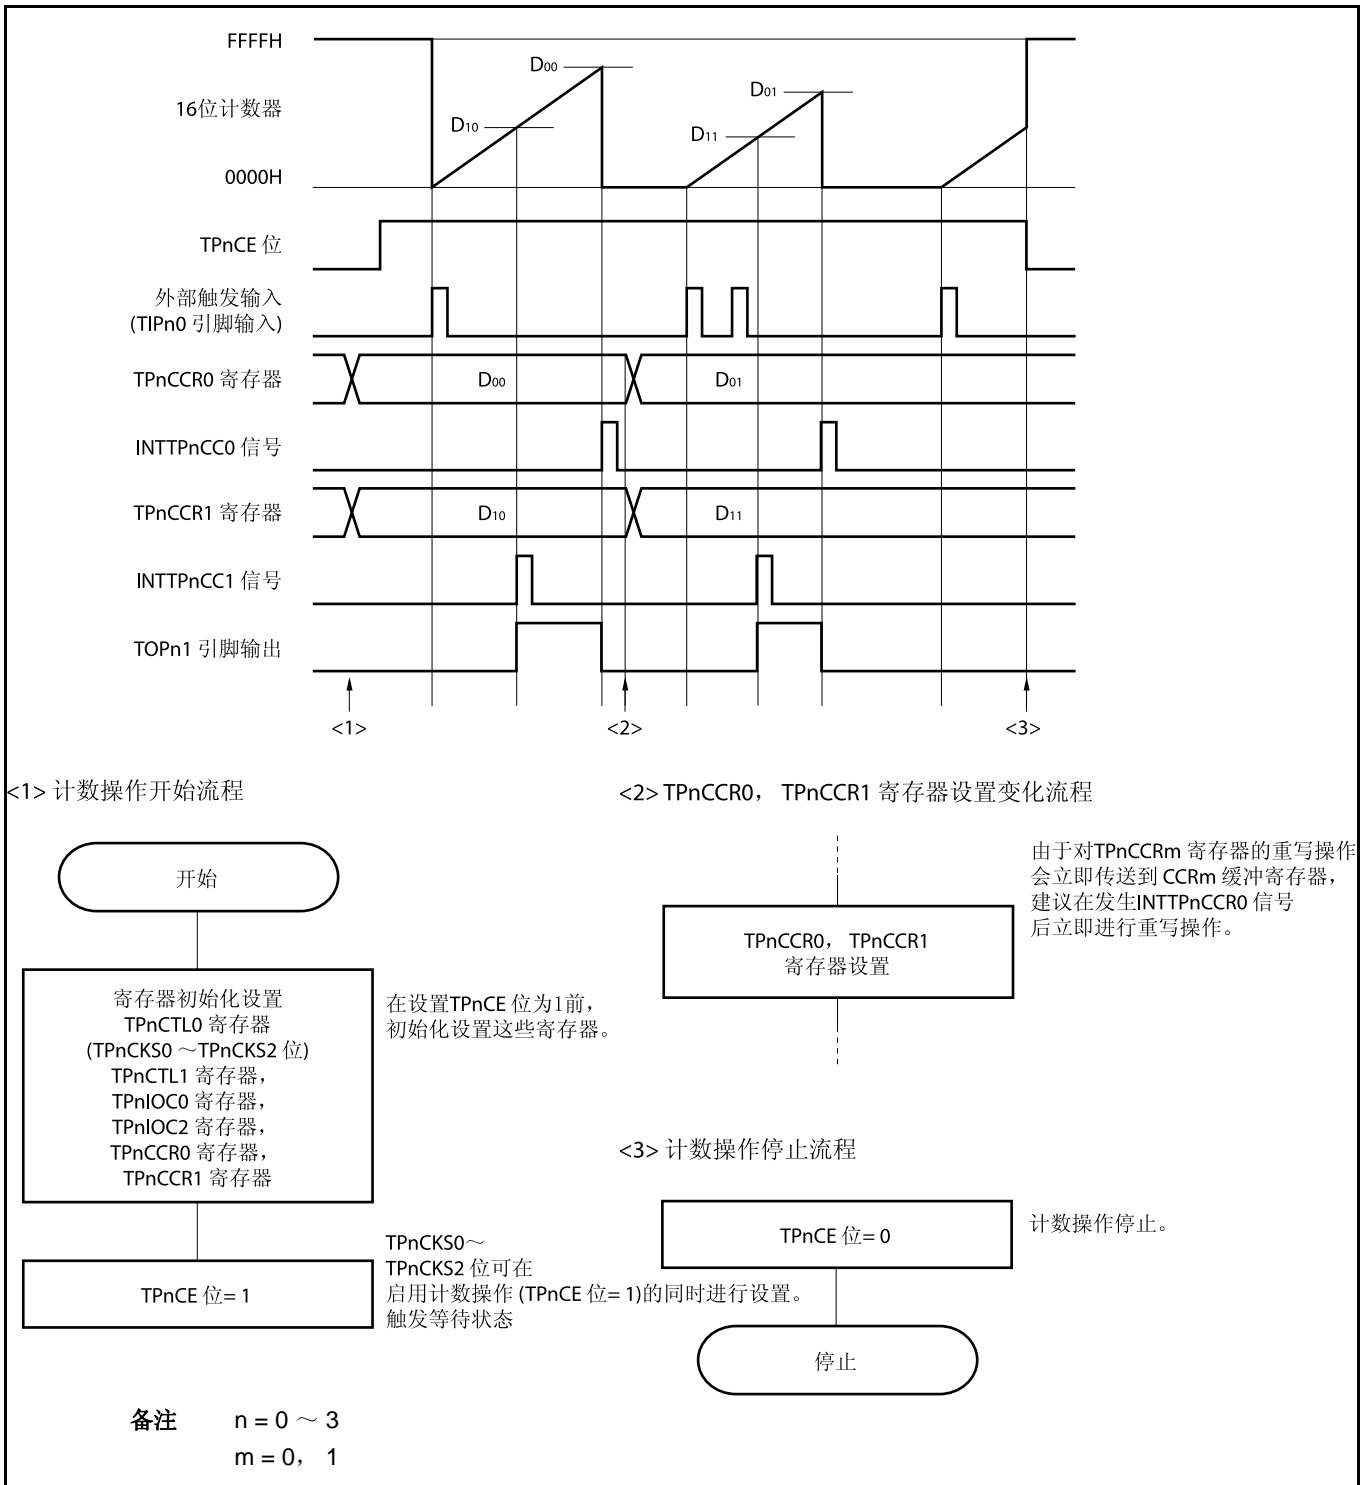 FFFFH
D00
D01
16位计数器
D10
D11
0000H
TPnCE 位
外部触发输入
(TIPn0 引脚输入)
TPnCCR0 寄存器
D00
D01
INTTPnCC0 信号
TPnCCR1 寄存器
D10
D11
INTTPnCC1 信号
TOPn1 引脚输出
<1>
<2>
<3>
<1> 计数操作开始流程
开始
寄存器初始化设置
TPnCTL0 寄存器
(TPnCKS0 ～TPnCKS2 位)
TPnCTL1 寄存器，
TPnIOC0 寄存器，
TPnIOC2 寄存器，
TPnCCR0 寄存器，
TPnCCR1 寄存器
在设置TPnCE 位为1前，
初始化设置这些寄存器。
TPnCE 位= 1
TPnCKS0～
TPnCKS2 位可在
启用计数操作 (TPnCE 位= 1)的同时进行设置。
触发等待状态
<2> TPnCCR0， TPnCCR1 寄存器设置变化流程
TPnCCR0， TPnCCR1
寄存器设置
由于对TPnCCRm 寄存器的重写操作
会立即传送到 CCRm 缓冲寄存器，
建议在发生INTTPnCCR0 信号
后立即进行重写操作。
<3> 计数操作停止流程
TPnCE 位= 0
计数操作停止。
停止
备注 n = 0 ～ 3
m = 0， 1